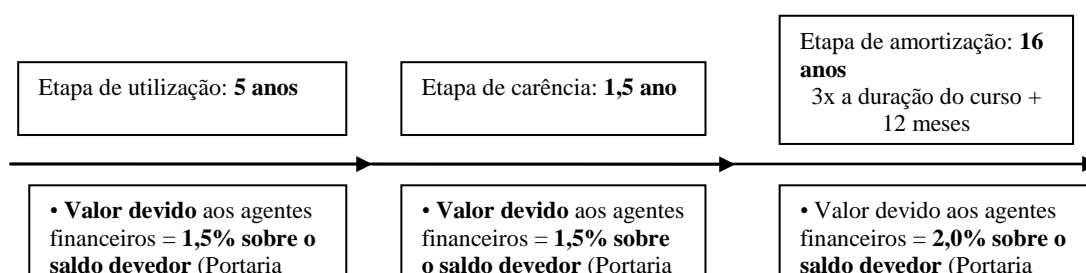 Etapa de utilização: 5 anos
Etapa de carência: 1,5 ano
Etapa de amortização: 16
anos
3x a duração do curso +
12 meses
• Valor devido aos agentes
financeiros = 1,5% sobre o
saldo devedor (Portaria
• Valor devido aos agentes
financeiros = 1,5% sobre
o saldo devedor (Portaria
• Valor devido aos agentes
financeiros = 2,0% sobre o
saldo devedor (Portaria